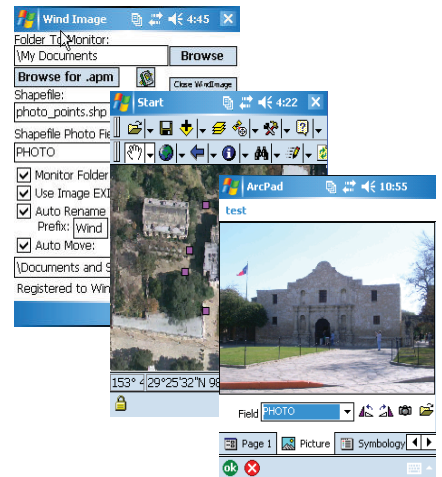 Wind Image 4:45
Folder To Monitor:
\My Documents Browse
Browse for .apm
Close WindImage
Shapefile:
photo_points.shp
Shapefile Photo Fie
PHOTO
Monitor Folder
Use Image EXI
Auto Rename
Prefix: Wind
Auto Move:
\Documents and S
Registered to Win
Start 4:22
153° 4 29°25'32"N 98
ArcPad 10:55
test
Field PHOTO
Page 1 Picture Symbology
ok